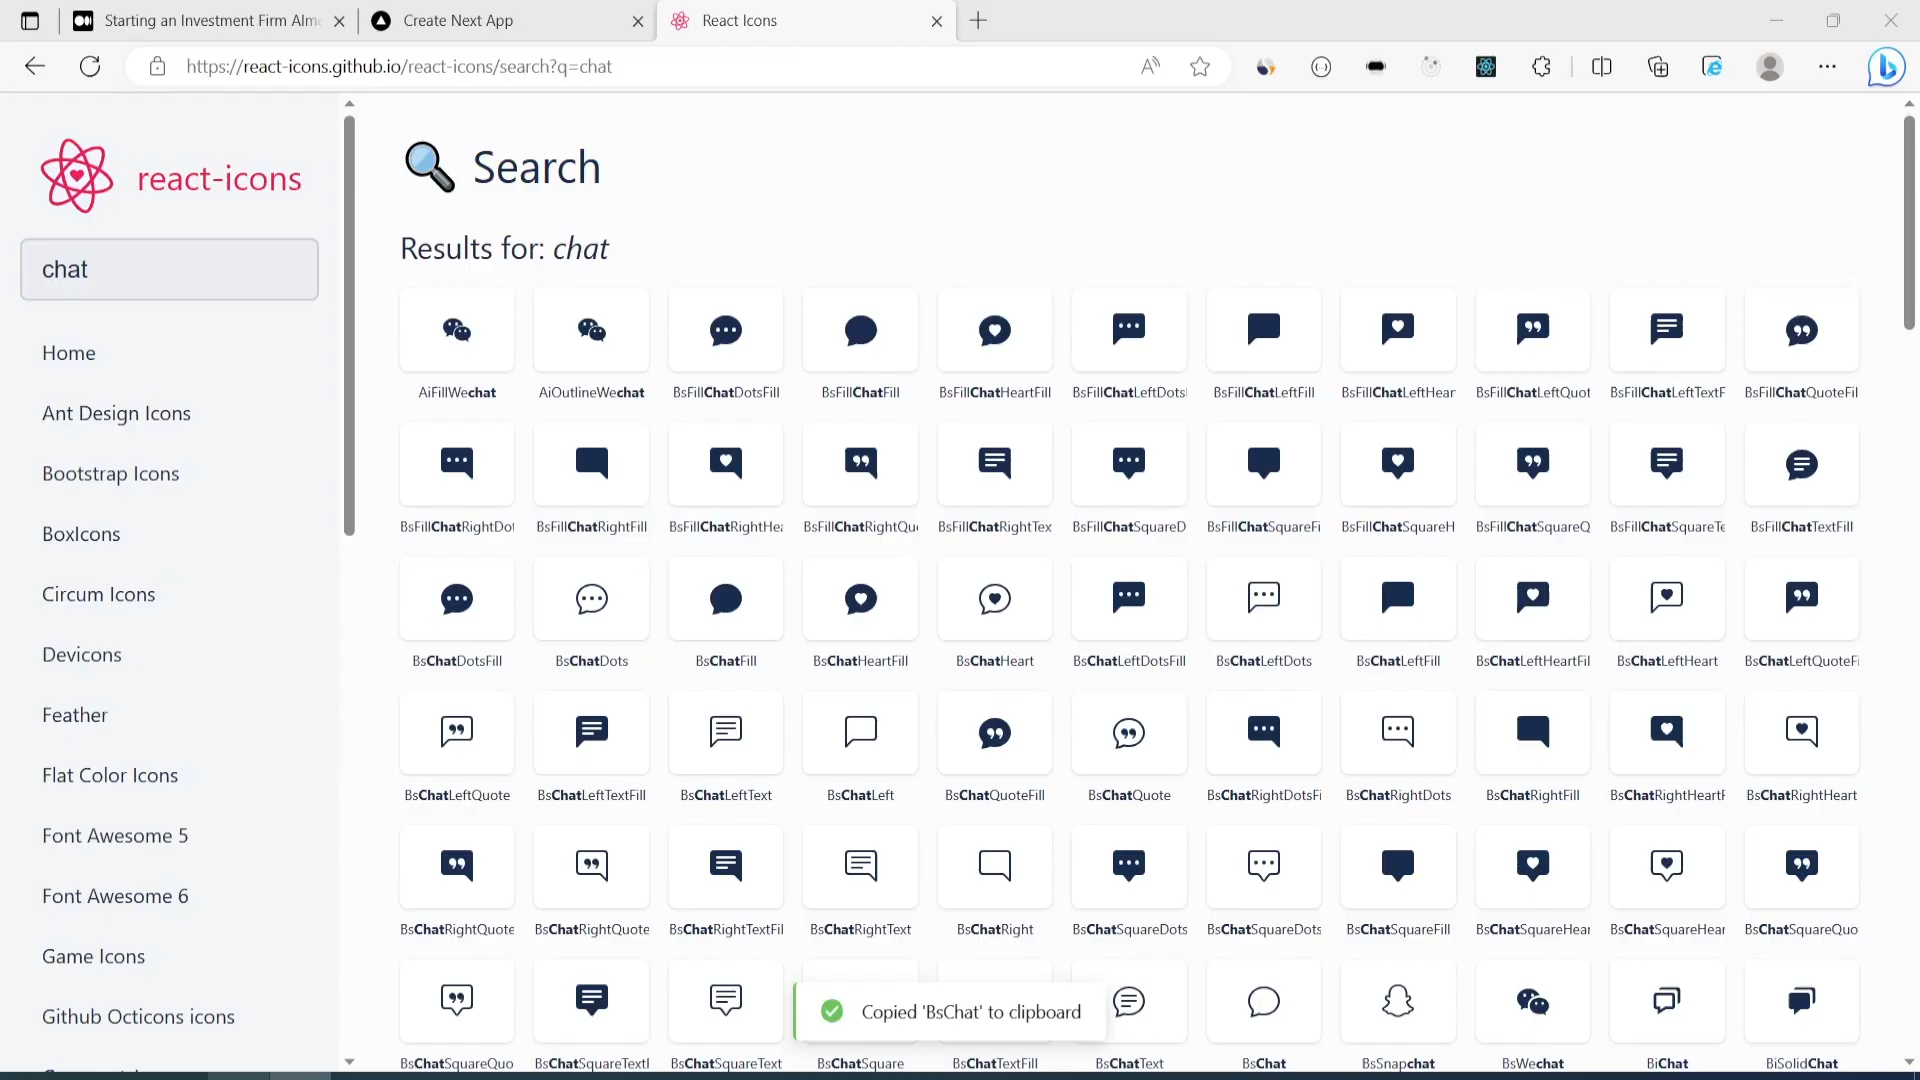 Starting an Investment Firm Almo
Create Next App
React Icons
https://react-icons.github.io/react-icons/search?q=chat
react-icons
chat
Home
Ant Design Icons
Bootstrap Icons
BoxIcons
Circum Icons
Devicons
Feather
Flat Color Icons
Font Awesome 5
Font Awesome 6
Game Icons
Github Octicons icons
Search
Results for: chat
AiFillWechat AiOutlineWechat BsFillChatDotsFill BsFillChatFill BsFillChatHeartFill BsFillChatLeftDots BsFillChatLeftFill BsFillChatLeftHear BsFillChatLeftQuot BsFillChatLeftTextF BsFillChatQuoteFil
BsFillChatRightDot BsFillChatRightFill BsFillChatRightHea BsFillChatRightQu BsFillChatRightTex BsFillChatSquareD BsFillChatSquareFi BsFillChatSquareH BsFillChatSquareQ BsFillChatSquareTe BsFillChatTextFill
BsChatDotsFill BsChatDots BsChatFill BsChatHeartFill BsChatHeart BsChatLeftDotsFill BsChatLeftDots BsChatLeftFill BsChatLeftHeartFil BsChatLeftHeart BsChatLeftQuoteFi
BsChatLeftQuote BsChatLeftTextFill BsChatLeftText BsChatLeft BsChatQuoteFill BsChatQuote BsChatRightDotsFi BsChatRightDots BsChatRightFill BsChatRightHeartF BsChatRightHeart
BsChatRightQuote BsChatRightQuote BsChatRightTextFil BsChatRightText BsChatRight BsChatSquareDots BsChatSquareDots BsChatSquareFill BsChatSquareHear BsChatSquareHear BsChatSquareQuo
Copied 'BsChat' to clipboard
BsChatSquareQuo BsChatSquareTextF BsChatSquareText BsChatSquare BsChatTextFill BsChatText BsChat BsSnapchat BsWechat BiChat BiSolidChat